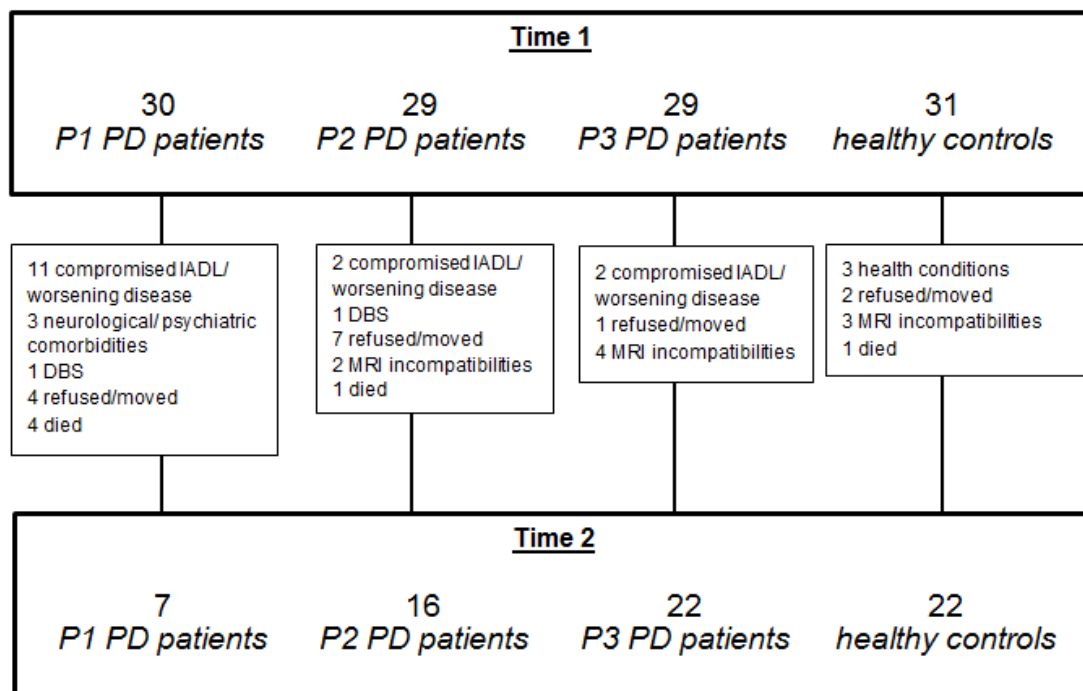 Time 1
30
P1 PD patients
29
P2 PD patients
29
P3 PD patients
31
healthy controls
11 compromised IADL/
worsening disease
3 neurological/ psychiatric
comorbidities
1 DBS
4 refused/moved
4 died
2 compromised IADL/
worsening disease
1 DBS
7 refused/moved
2 MRI incompatibilities
1 died
2 compromised IADL/
worsening disease
1 refused/moved
4 MRI incompatibilities
3 health conditions
2 refused/moved
3 MRI incompatibilities
1 died
Time 2
7
P1 PD patients
16
P2 PD patients
22
P3 PD patients
22
healthy controls